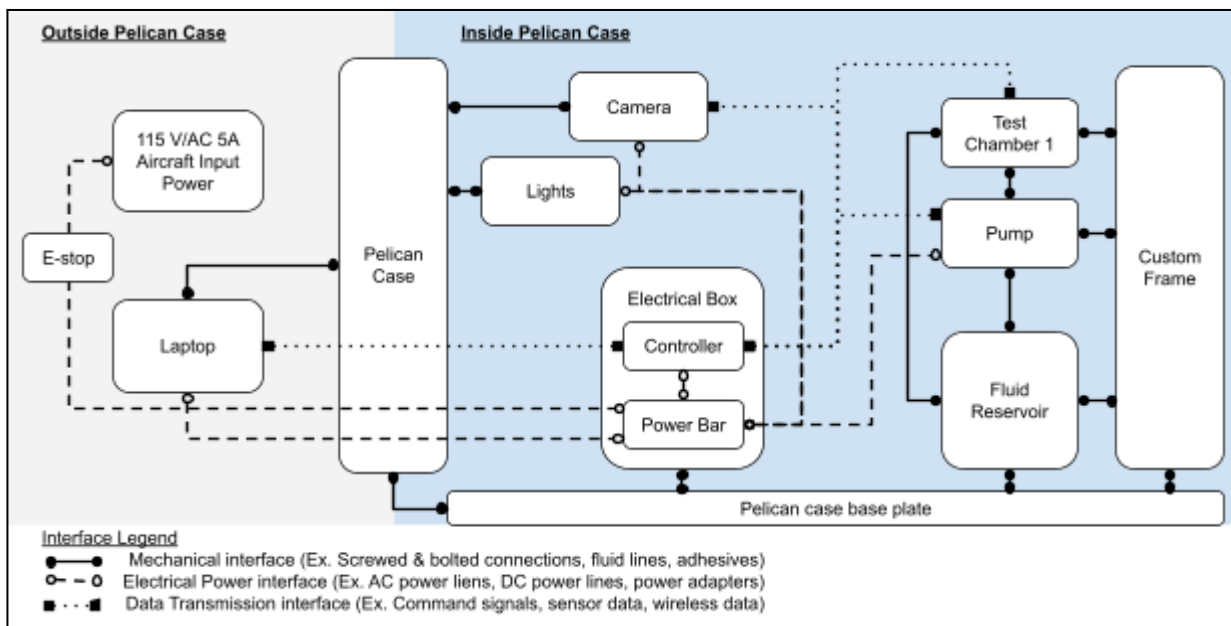 Outside Pelican Case
Inside Pelican Case
115 V/AC 5A
Aircraft Input
Power
E-stop
Laptop
Pelican
Case
Camera
Lights
Electrical Box
Controller
Power Bar
Test
Chamber 1
Pump
Fluid
Reservoir
Custom
Frame
Pelican case base plate
Interface Legend
Mechanical interface (Ex. Screwed & bolted connections, fluid lines, adhesives)
Electrical Power interface (Ex. AC power liens, DC power lines, power adapters)
Data Transmission interface (Ex. Command signals, sensor data, wireless data)